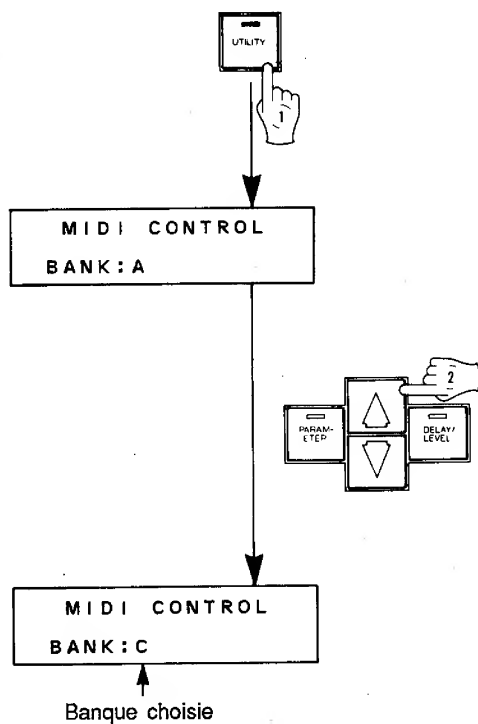 UTILITY
1
MIDI CONTROL
BANK:A
2
PARAM-
ETER
DELAY/
LEVEL
MIDI CONTROL
BANK:C
Banque choisie